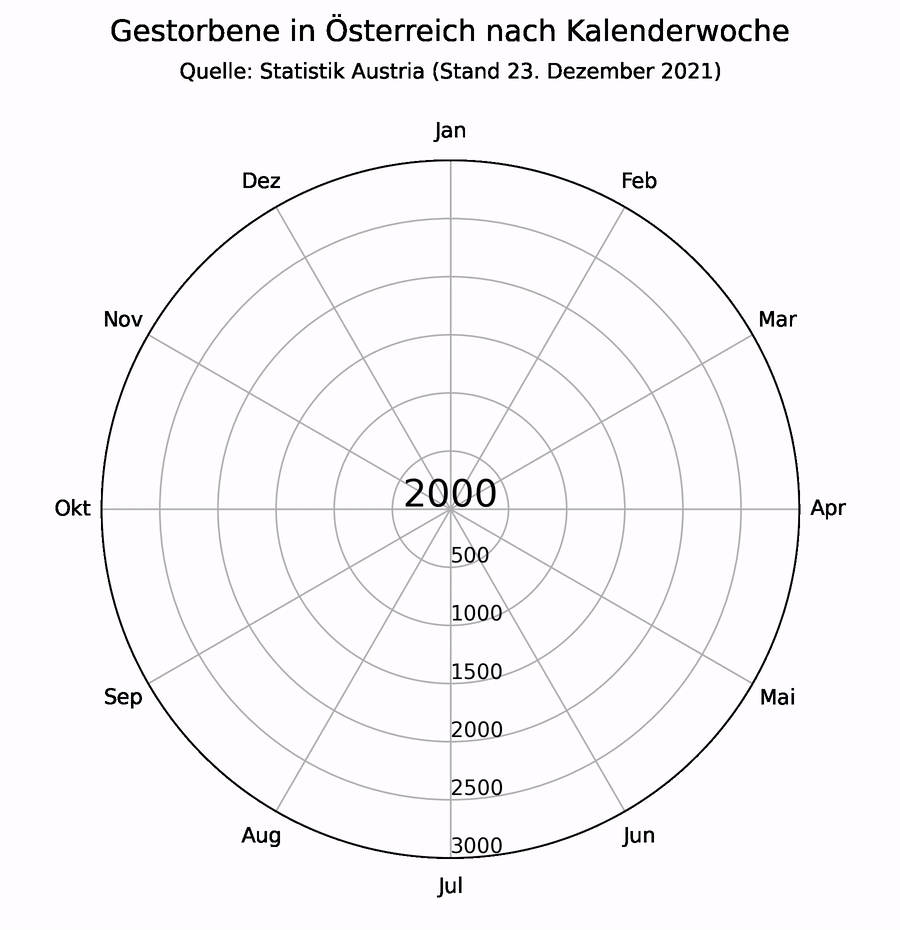 Gestorbene in Österreich nach Kalenderwoche
Quelle: Statistik Austria (Stand 23. Dezember 2021)
Jan
Dez
Feb
Nov
Mar
2000
Okt
Apr
500
1000
1500
Sep
Mai
2000
2500
Aug
Jun
3000
Jul